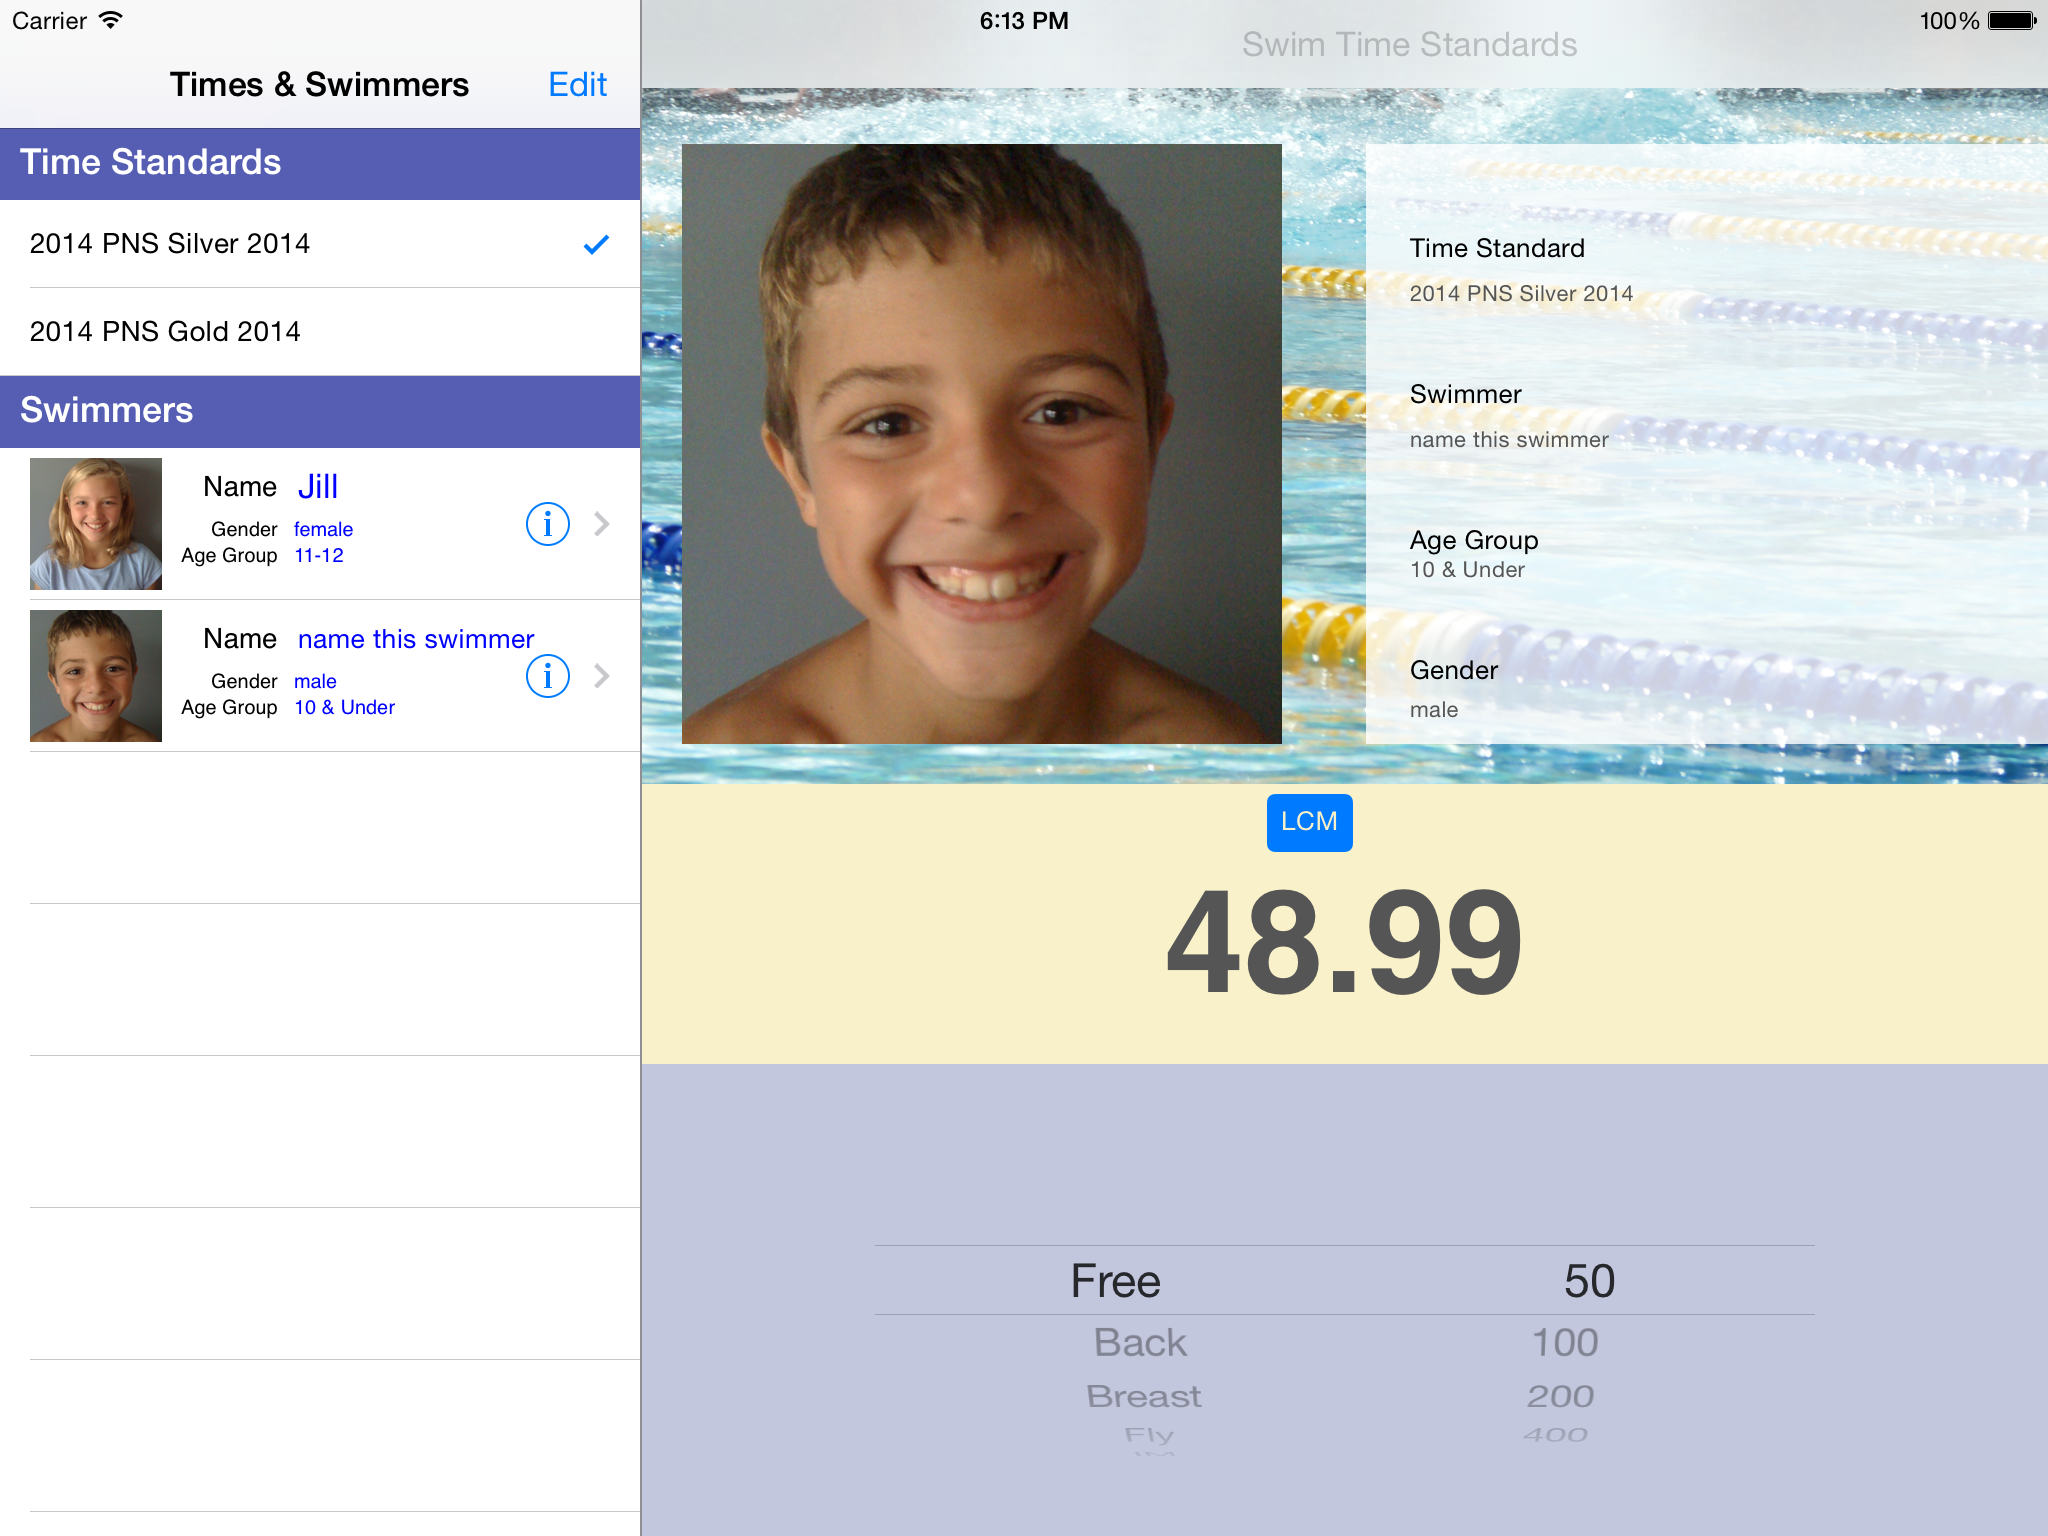 Carrier
6:13 PM
100%
Times & Swimmers
Edit
Time Standards
2014 PNS Silver 2014
2014 PNS Gold 2014
Swimmers
Name Jill
Gender female
Age Group 11-12
i
Name name this swimmer
Gender male
Age Group 10 & Under
i
Swim Time Standards
Time Standard
2014 PNS Silver 2014
Swimmer
name this swimmer
Age Group
10 & Under
Gender
male
LCM
48.99
Free 50
Back 100
Breast 200
Fly 400